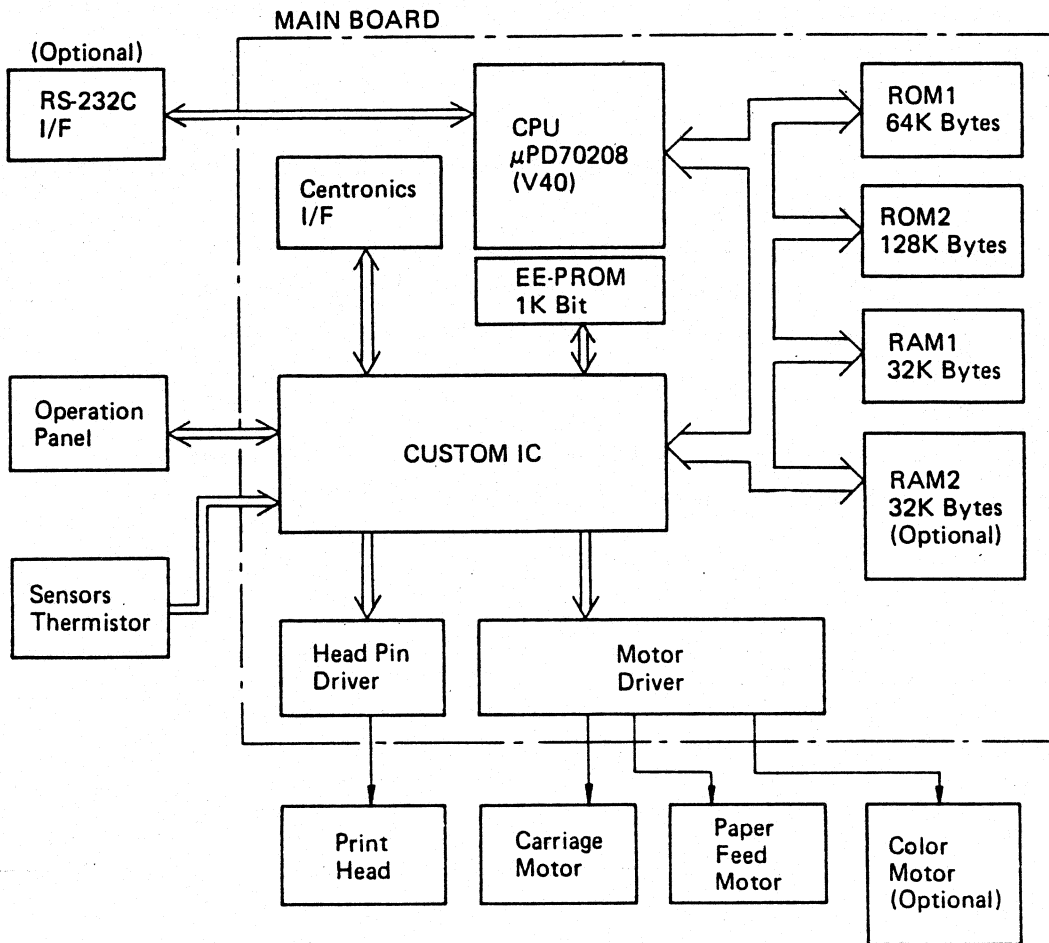 MAIN BOARD
(Optional)
RS-232C
I/F
CPU
μPD70208
(V40)
ROM1
64K Bytes
Centronics
I/F
ROM2
128K Bytes
EE-PROM
1K Bit
RAM1
32K Bytes
Operation
Panel
CUSTOM IC
RAM2
32K Bytes
(Optional)
Sensors
Thermistor
Head Pin
Driver
Motor
Driver
Print
Head
Carriage
Motor
Paper
Feed
Motor
Color
Motor
(Optional)